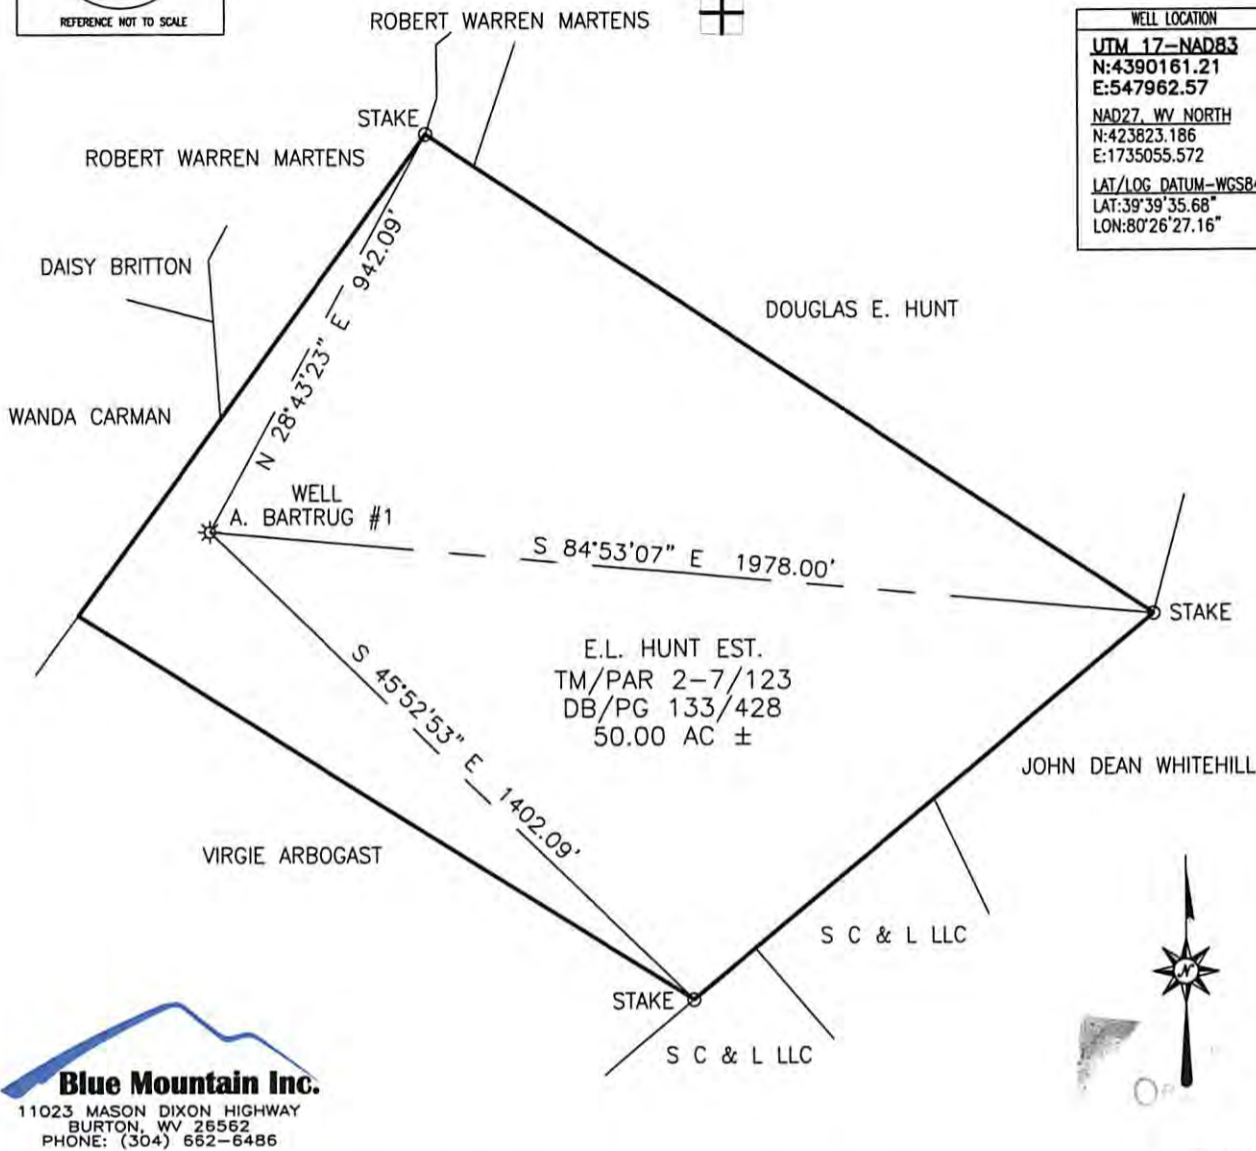 REFERENCE NOT TO SCALE
ROBERT WARREN MARTENS
WELL LOCATION
UTM 17-NAD83
N:4390161.21
E:547962.57
NAD27, WV NORTH
N:423823.186
E:1735055.572
LAT/LOG DATUM-WGS84
LAT:39°39'35.68"
LON:80°26'27.16"
STAKE
ROBERT WARREN MARTENS
DAISY BRITTON
N 28°43'23" E 942.09'
DOUGLAS E. HUNT
WANDA CARMAN
WELL
A. BARTRUG #1
S 84°53'07" E 1978.00'
STAKE
E.L. HUNT EST.
TM/PAR 2-7/123
DB/PG 133/428
50.00 AC ±
S 45°52'53" E 1402.09'
JOHN DEAN WHITEHILL
VIRGIE ARBOGAST
S C & L LLC
STAKE
S C & L LLC
N
Blue Mountain Inc.
11023 MASON DIXON HIGHWAY
BURTON, WV 26562
PHONE: (304) 662-6486